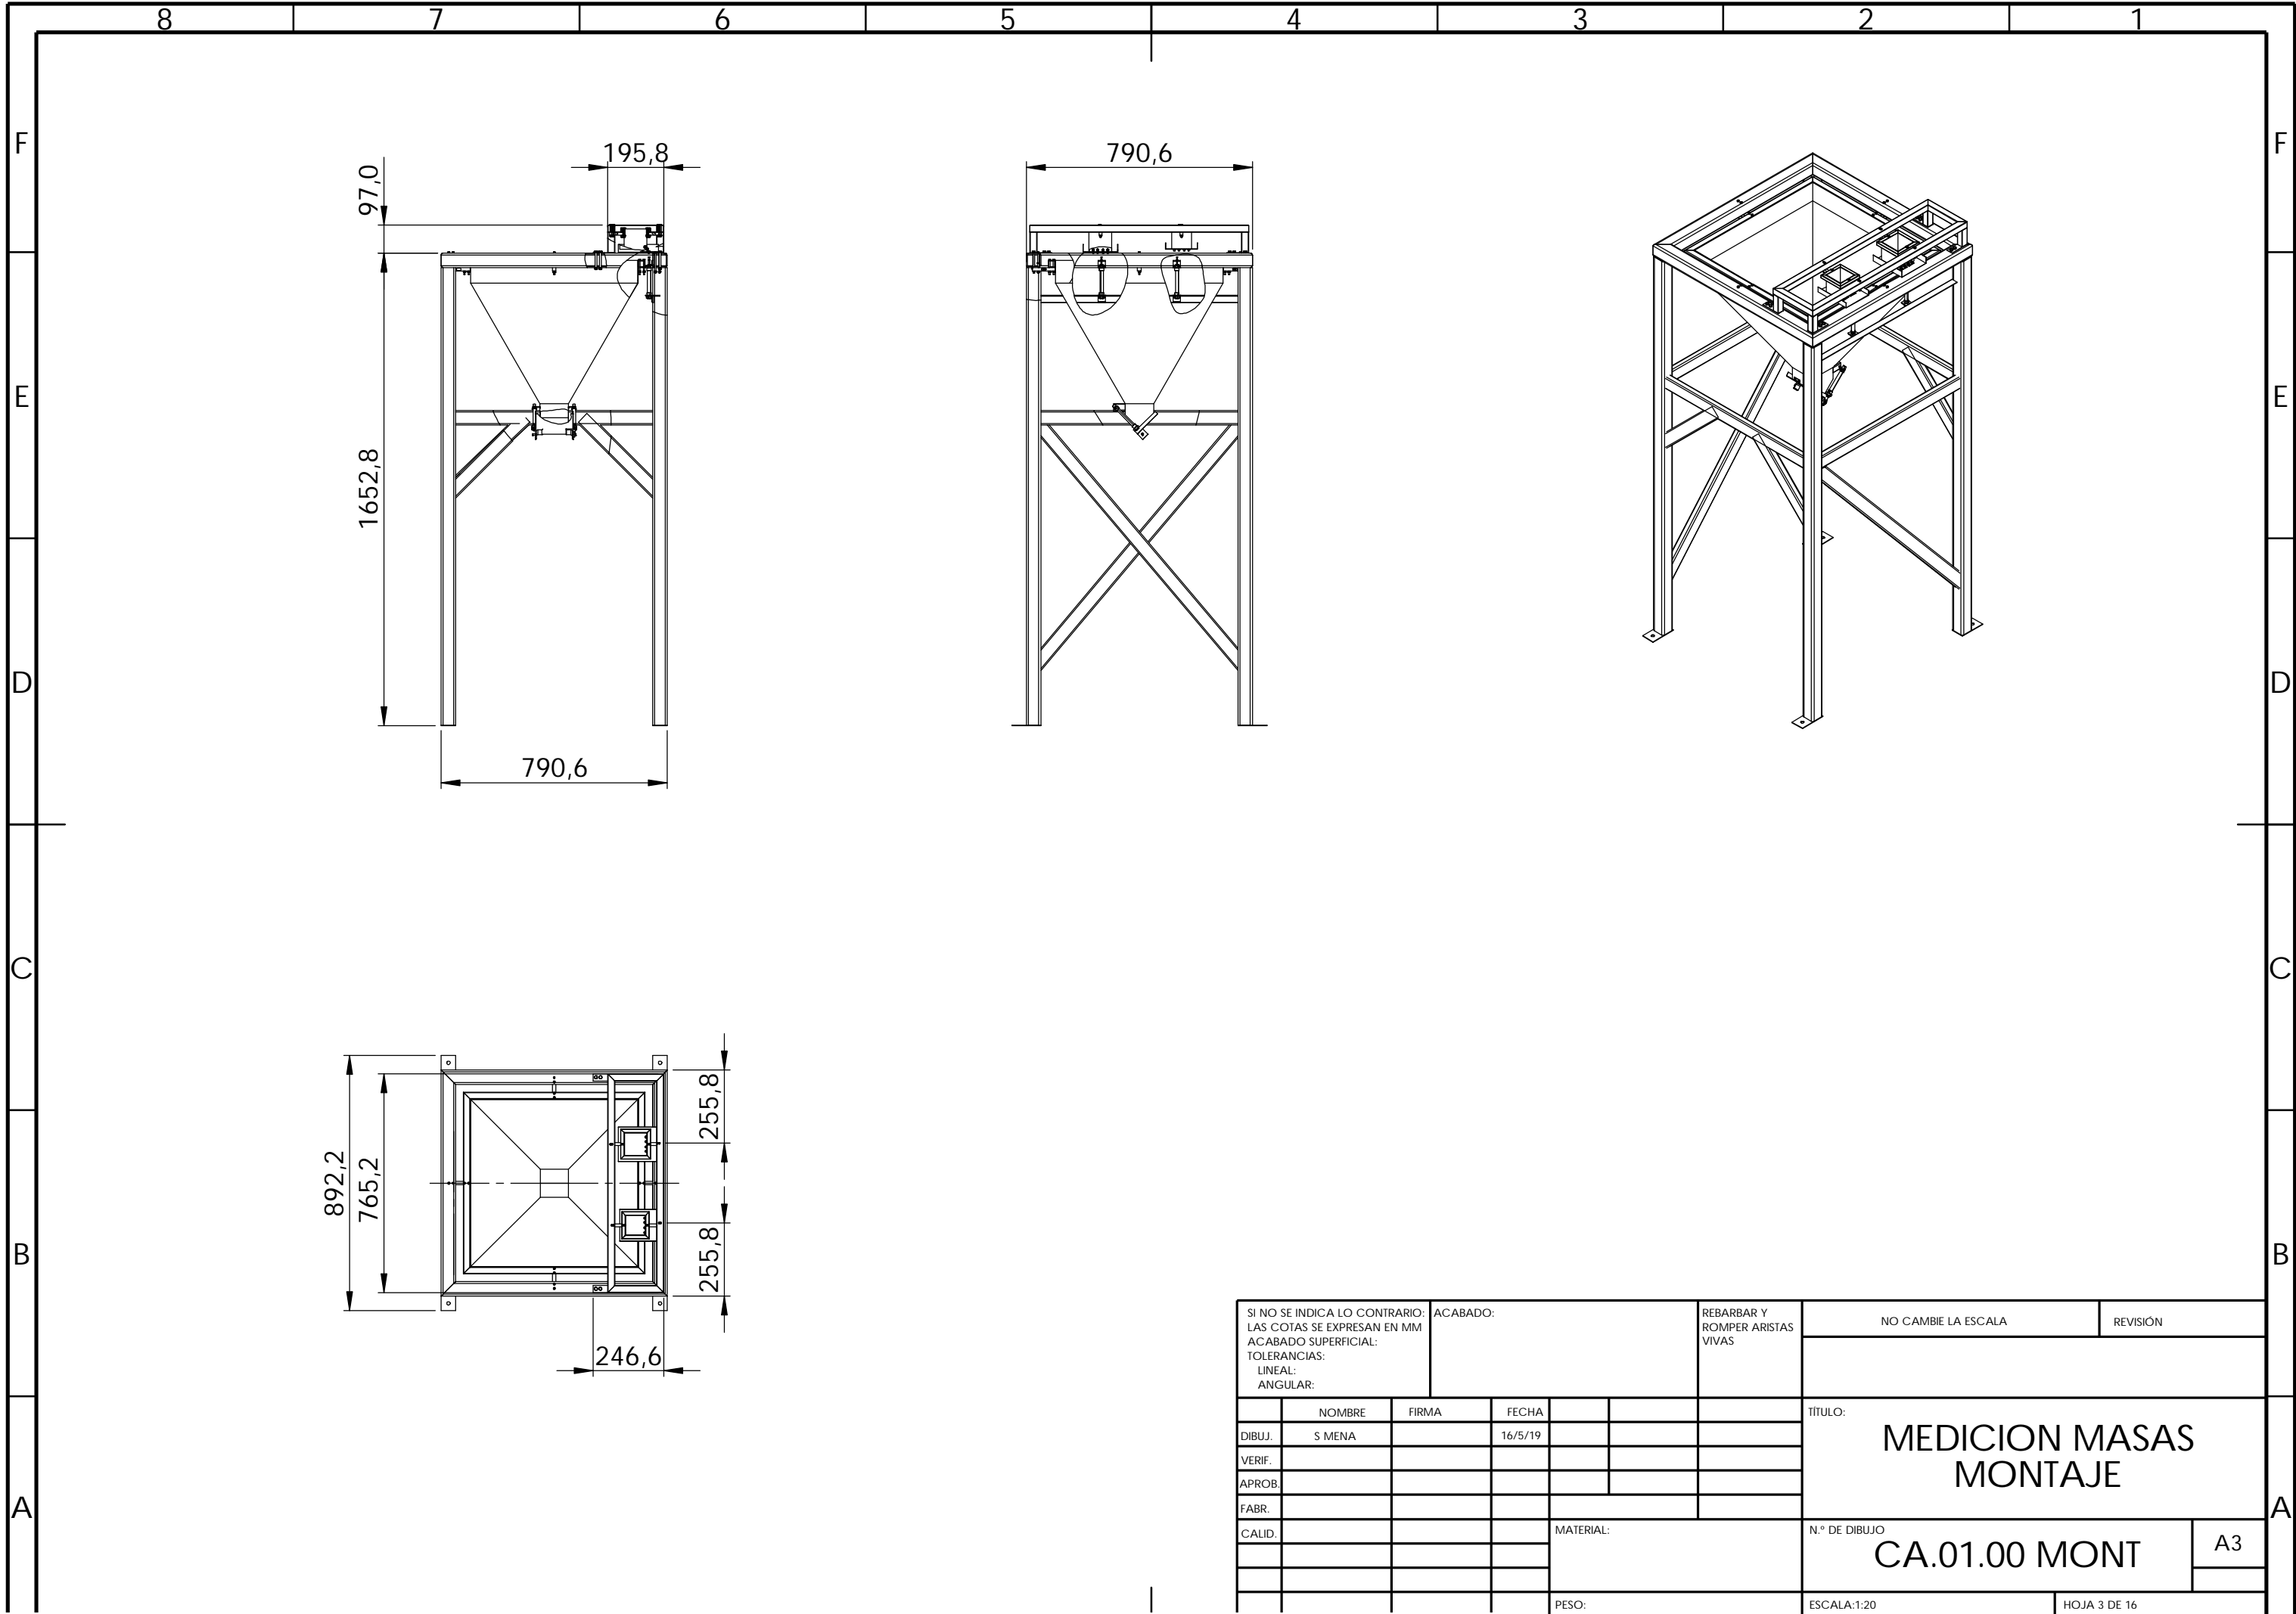 8 7 6 5 4 3 2 1
F F
195,8
790,6
97,0
E E
1652,8
D D
790,6
C C
255,8
892,2
765,2
255,8
B B
246,6
SI NO SE INDICA LO CONTRARIO:
LAS COTAS SE EXPRESAN EN MM
ACABADO SUPERFICIAL:
TOLERANCIAS:
LINEAL:
ANGULAR:
ACABADO:
REBARBAR Y
ROMPER ARISTAS
VIVAS
NO CAMBIE LA ESCALA
REVISIÓN
NOMBRE FIRMA FECHA
DIBUJ. S MENA 16/5/19
VERIF.
APROB.
FABR.
CALID.
TÍTULO:
MEDICION MASAS
MONTAJE
A A
MATERIAL:
N.º DE DIBUJO
CA.01.00 MONT
A3
PESO:
ESCALA:1:20
HOJA 3 DE 16